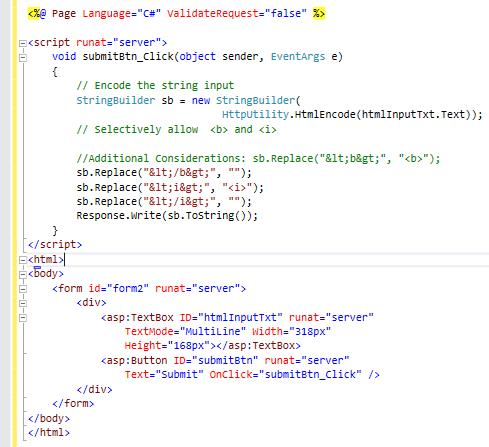 <%@ Page Language="C#" ValidateRequest="false" %>
<script runat="server">
void submitBtn_Click(object sender, EventArgs e)
{
// Encode the string input
StringBuilder sb = new StringBuilder(
HttpUtility.HtmlEncode(htmlInputTxt.Text));
// Selectively allow  <b> and <i>
//Additional Considerations: sb.Replace("&lt;b&gt;", "<b>");
sb.Replace("&lt;/b&gt;", "");
sb.Replace("&lt;i&gt;", "<i>");
sb.Replace("&lt;/i&gt;", "");
Response.Write(sb.ToString());
}
</script>
<html>
<body>
<form id="form2" runat="server">
<div>
<asp:TextBox ID="htmlInputTxt" runat="server"
TextMode="MultiLine" Width="318px"
Height="168px"></asp:TextBox>
<asp:Button ID="submitBtn" runat="server"
Text="Submit" OnClick="submitBtn_Click" />
</div>
</form>
</body>
</html>